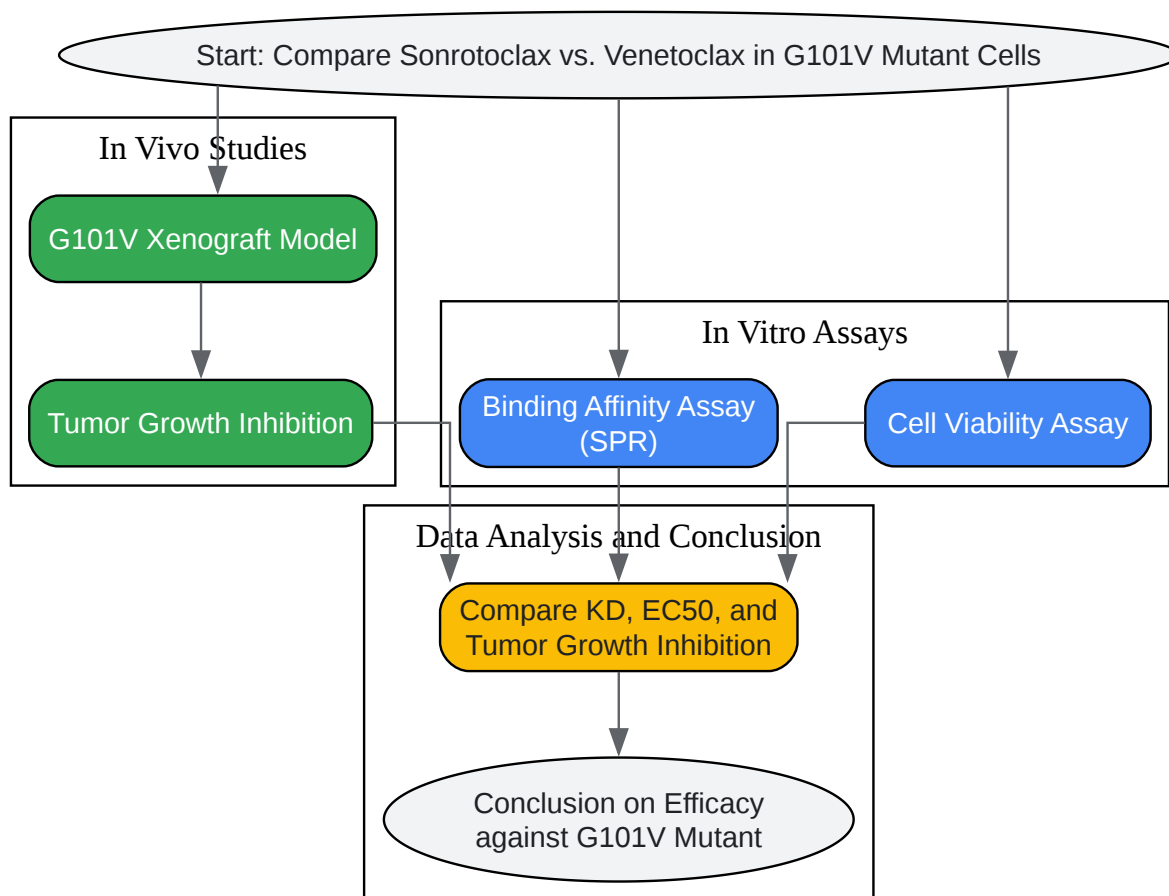 Start: Compare Sonrotoclax vs. Venetoclax in G101V Mutant Cells
In Vivo Studies
G101V Xenograft Model
Tumor Growth Inhibition
In Vitro Assays
Binding Affinity Assay
(SPR)
Cell Viability Assay
Data Analysis and Conclusion
Compare KD, EC50, and
Tumor Growth Inhibition
Conclusion on Efficacy
against G101V Mutant